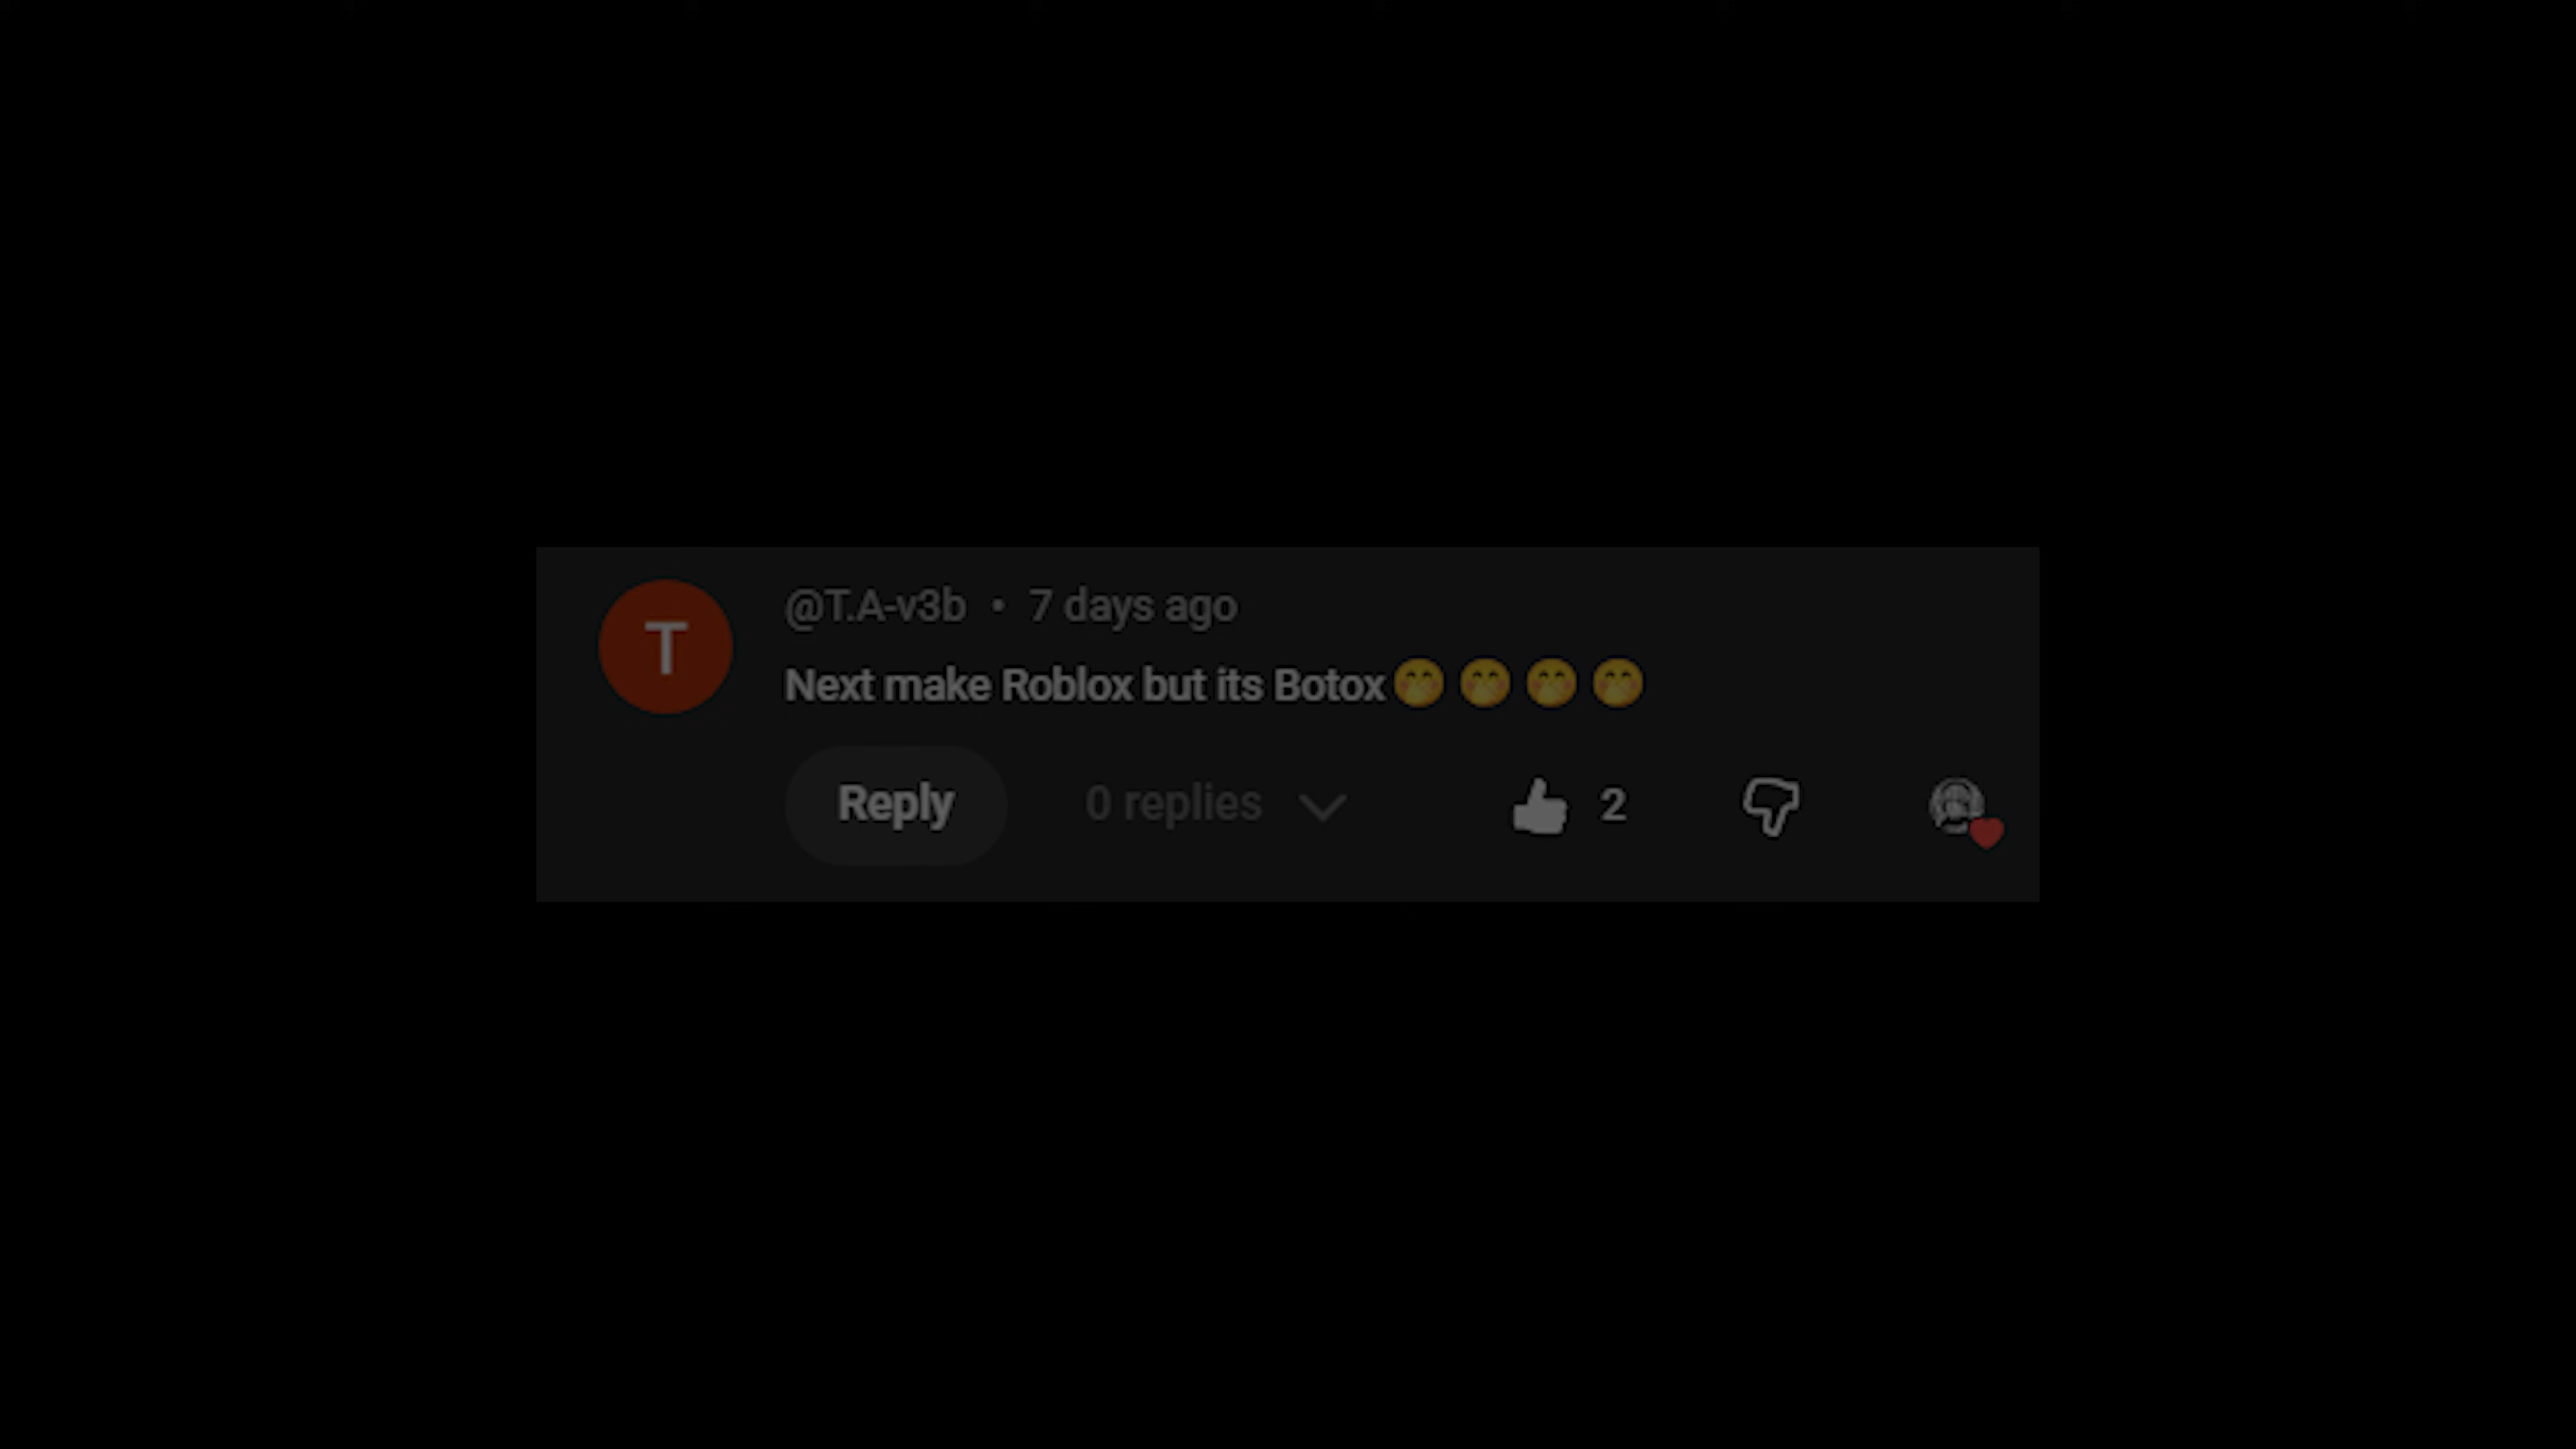 T
@T.A-v3b • 7 days ago
Next make Roblox but its Botox🤭🤭🤭🤭
Reply 0 replies 2